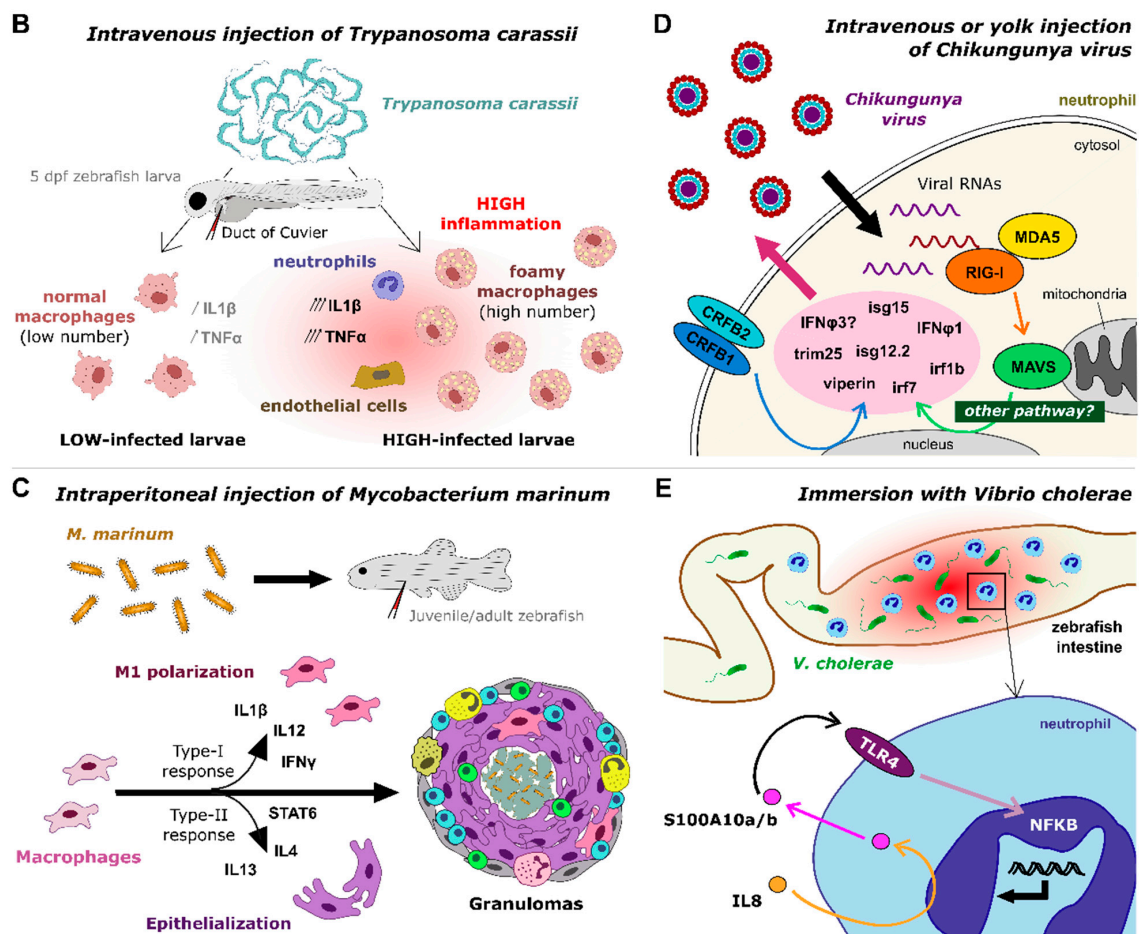 B
Intravenous injection of Trypanosoma carassii
Trypanosoma carassii
5 dpf zebrafish larva
Duct of Cuvier
HIGH
inflammation
neutrophils
foamy
macrophages
(high number)
normal
macrophages
(low number)
/ IL1β
/ TNFα
/// IL1β
/// TNFα
endothelial cells
LOW-infected larvae
HIGH-infected larvae
D
Intravenous or yolk injection
of Chikungunya virus
Chikungunya
virus
neutrophil
cytosol
Viral RNAs
MDA5
RIG-I
mitochondria
MAVS
CRFB2
CRFB1
IFNφ3?
isg15
IFNφ1
trim25
isg12.2
irf1b
viperin
irf7
other pathway?
nucleus
C
Intraperitoneal injection of Mycobacterium marinum
M. marinum
Juvenile/adult zebrafish
M1 polarization
IL1β
IL12
IFNγ
Type-I
response
Type-II
response
STAT6
IL4
IL13
Macrophages
Epithelialization
Granulomas
E
Immersion with Vibrio cholerae
zebrafish
intestine
V. cholerae
neutrophil
TLR4
S100A10a/b
NFKB
IL8